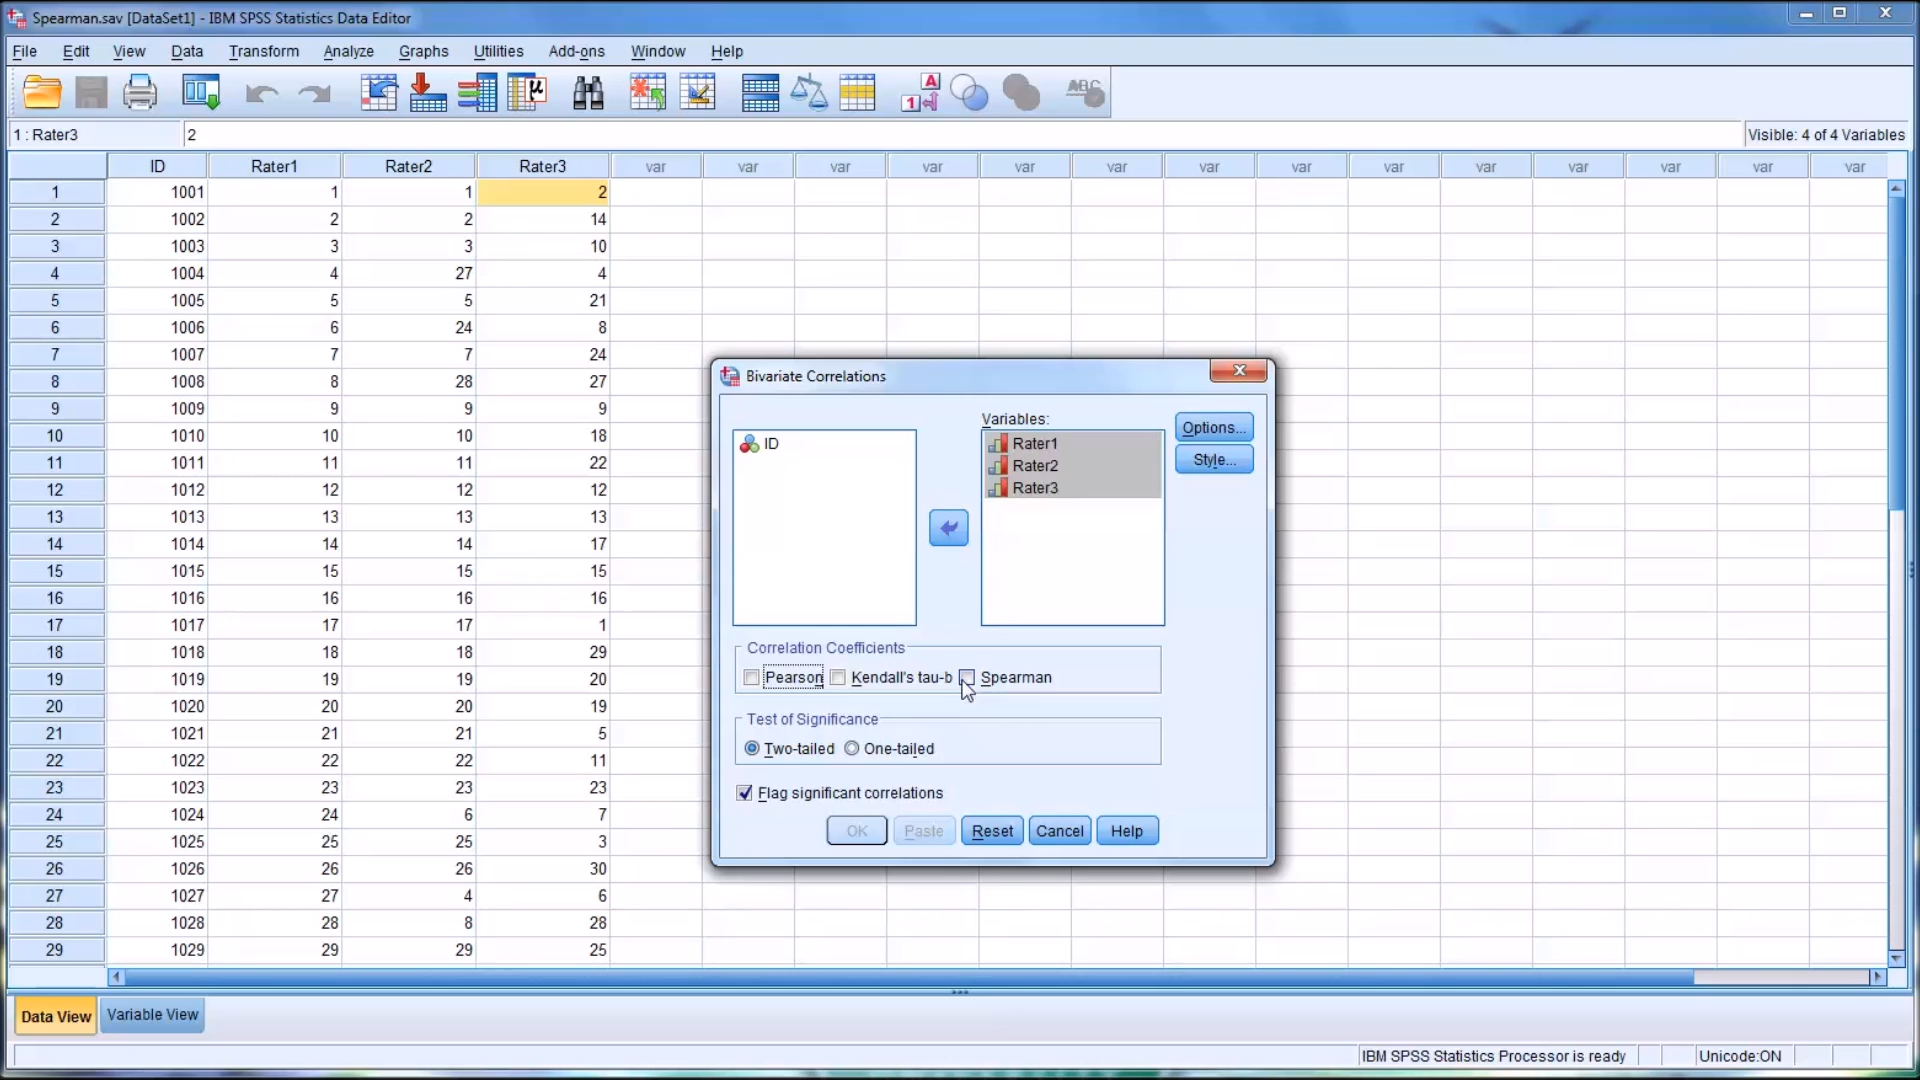 Spearman.sav [DataSet1] - IBM SPSS Statistics Data Editor
File Edit View Data Transform Analyze Graphs Utilities Add-ons Window Help
1 : Rater3 2 Visible: 4 of 4 Variables
ID Rater1 Rater2 Rater3 var var var var var var var var var var var var var var
1 1001 1 1 2
2 1002 2 2 14
3 1003 3 3 10
4 1004 4 27 4
5 1005 5 5 21
6 1006 6 24 8
7 1007 7 7 24
8 1008 8 28 27
9 1009 9 9 9
10 1010 10 10 18
11 1011 11 11 22
12 1012 12 12 12
13 1013 13 13 13
14 1014 14 14 17
15 1015 15 15 15
16 1016 16 16 16
17 1017 17 17 1
18 1018 18 18 29
19 1019 19 19 20
20 1020 20 20 19
21 1021 21 21 5
22 1022 22 22 11
23 1023 23 23 23
24 1024 24 6 7
25 1025 25 25 3
26 1026 26 26 30
27 1027 27 4 6
28 1028 28 8 28
29 1029 29 29 25
Bivariate Correlations
Variables:
ID
Rater1
Rater2
Rater3
Options...
Style...
Correlation Coefficients
Pearson Kendall's tau-b Spearman
Test of Significance
Two-tailed One-tailed
Flag significant correlations
OK Paste Reset Cancel Help
Data View Variable View
IBM SPSS Statistics Processor is ready Unicode:ON